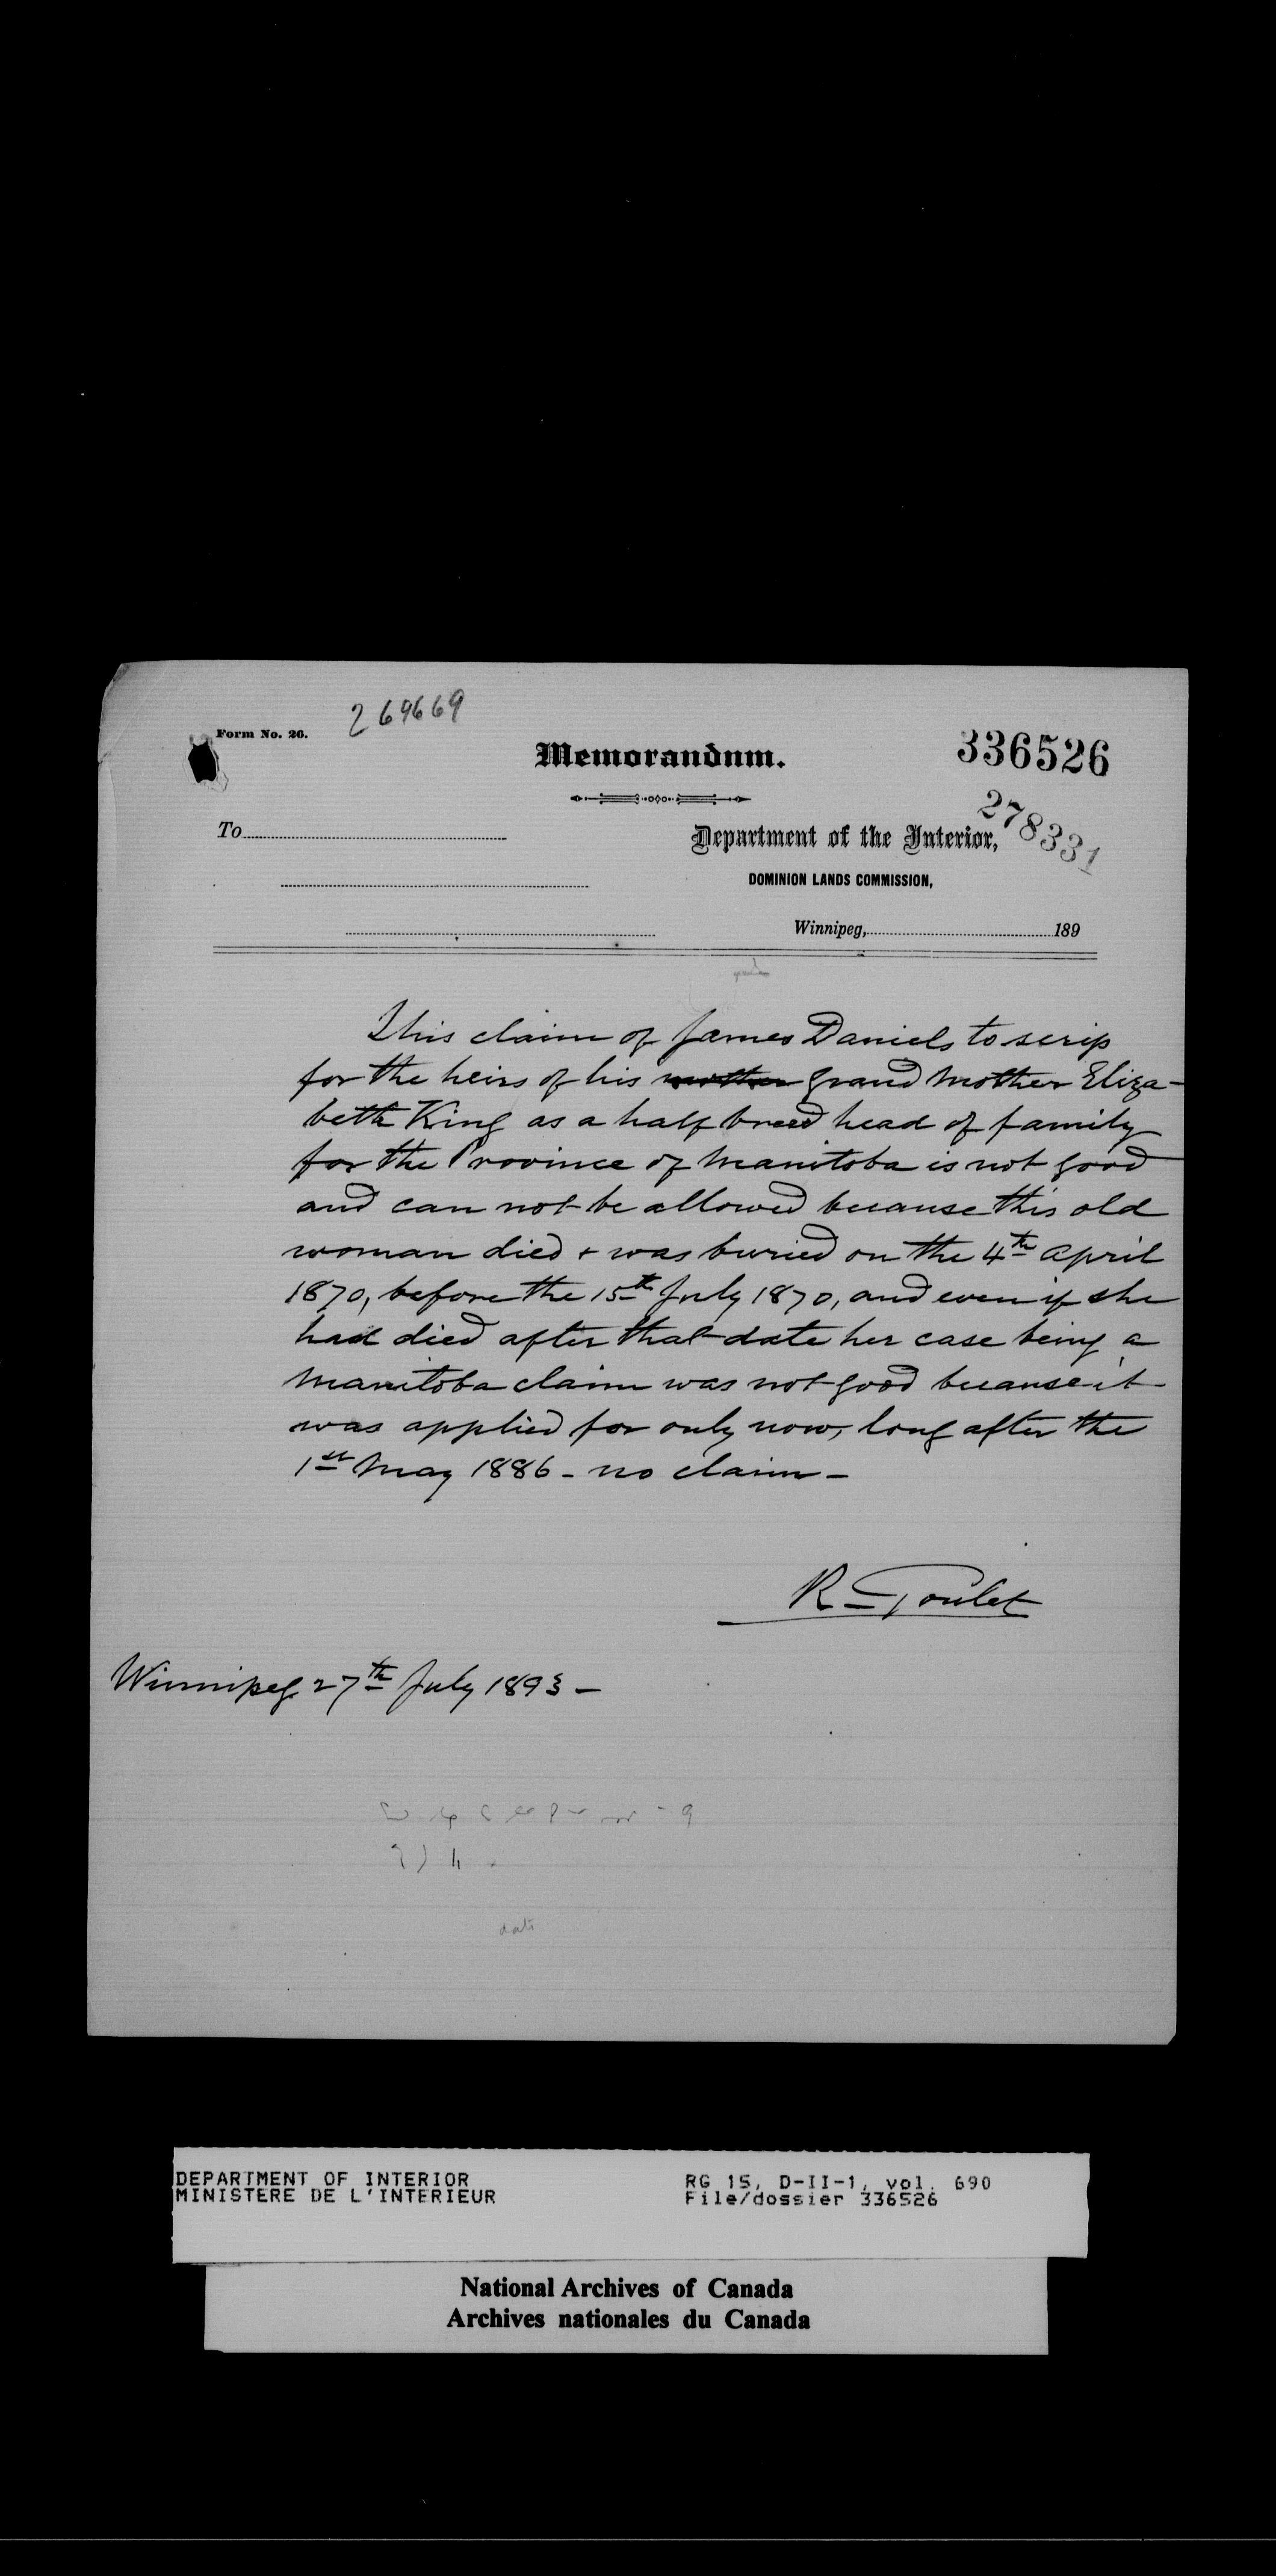 269669
Form No. 26.
Memorandum.
336526
278331
To
Department of the Interior,
DOMINION LANDS COMMISSION,
Winnipeg, 189
This claim of James Daniels to scrip
for the heirs of his mother grand Mother Eliza-
beth King as a half breed head of family
for the Province of Manitoba is not good
and can not be allowed because this old
woman died & was buried on the 4th April
1870, before the 15th July 1870, and even if she
had died after that date her case being a
Manitoba claim was not good because it
was applied for only now, long after the
1st May 1886 - no claim -
R. Goulet
Winnipeg 27th July 1893 -
date
DEPARTMENT OF INTERIOR
MINISTERE DE L'INTERIEUR
RG 15, D-II-1, vol. 690
File/dossier 336526
National Archives of Canada
Archives nationales du Canada